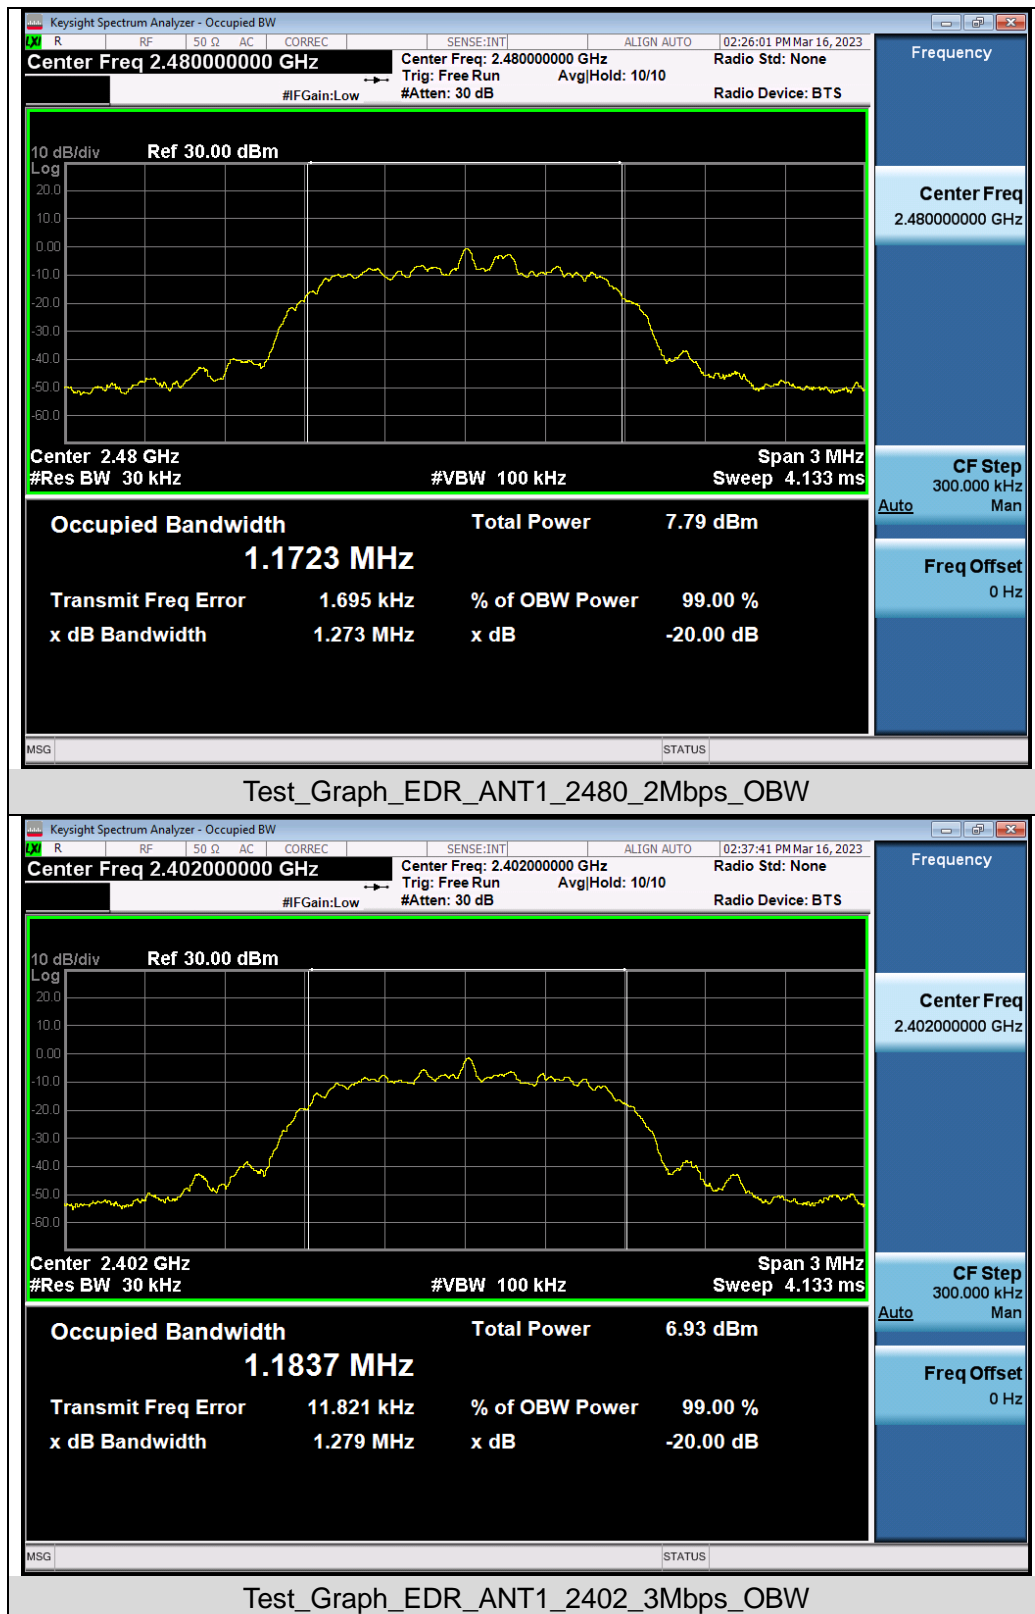 Keysight Spectrum Analyzer - Occupied BW
LXI R RF 50 Ω AC CORREC SENSE:INT ALIGN AUTO 02:26:01 PM Mar 16, 2023
Center Freq 2.480000000 GHz
Center Freq: 2.480000000 GHz Radio Std: None
Trig: Free Run Avg|Hold: 10/10
#IFGain:Low #Atten: 30 dB Radio Device: BTS
Frequency
10 dB/div Ref 30.00 dBm
Log
20.0
10.0
0.00
-10.0
-20.0
-30.0
-40.0
-50.0
-60.0
Center 2.48 GHz Span 3 MHz
#Res BW 30 kHz #VBW 100 kHz Sweep 4.133 ms
Center Freq
2.480000000 GHz
CF Step
300.000 kHz
Auto Man
Freq Offset
0 Hz
Occupied Bandwidth Total Power 7.79 dBm
1.1723 MHz
Transmit Freq Error 1.695 kHz % of OBW Power 99.00 %
x dB Bandwidth 1.273 MHz x dB -20.00 dB
MSG STATUS
Test_Graph_EDR_ANT1_2480_2Mbps_OBW
Keysight Spectrum Analyzer - Occupied BW
LXI R RF 50 Ω AC CORREC SENSE:INT ALIGN AUTO 02:37:41 PM Mar 16, 2023
Center Freq 2.402000000 GHz
Center Freq: 2.402000000 GHz Radio Std: None
Trig: Free Run Avg|Hold: 10/10
#IFGain:Low #Atten: 30 dB Radio Device: BTS
Frequency
10 dB/div Ref 30.00 dBm
Log
20.0
10.0
0.00
-10.0
-20.0
-30.0
-40.0
-50.0
-60.0
Center 2.402 GHz Span 3 MHz
#Res BW 30 kHz #VBW 100 kHz Sweep 4.133 ms
Center Freq
2.402000000 GHz
CF Step
300.000 kHz
Auto Man
Freq Offset
0 Hz
Occupied Bandwidth Total Power 6.93 dBm
1.1837 MHz
Transmit Freq Error 11.821 kHz % of OBW Power 99.00 %
x dB Bandwidth 1.279 MHz x dB -20.00 dB
MSG STATUS
Test_Graph_EDR_ANT1_2402_3Mbps_OBW